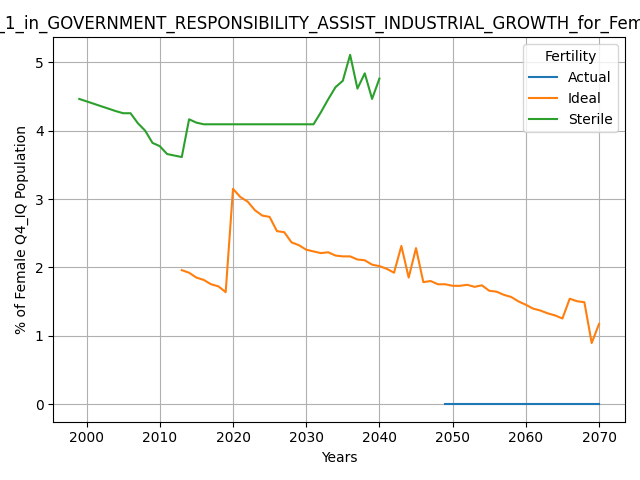 _1_in_GOVERNMENT_RESPONSIBILITY_ASSIST_INDUSTRIAL_GROWTH_for_Fem
Fertility
Actual
Ideal
Sterile
% of Female Q4_IQ Population
5
4
3
2
1
0
2000 2010 2020 2030 2040 2050 2060 2070
Years